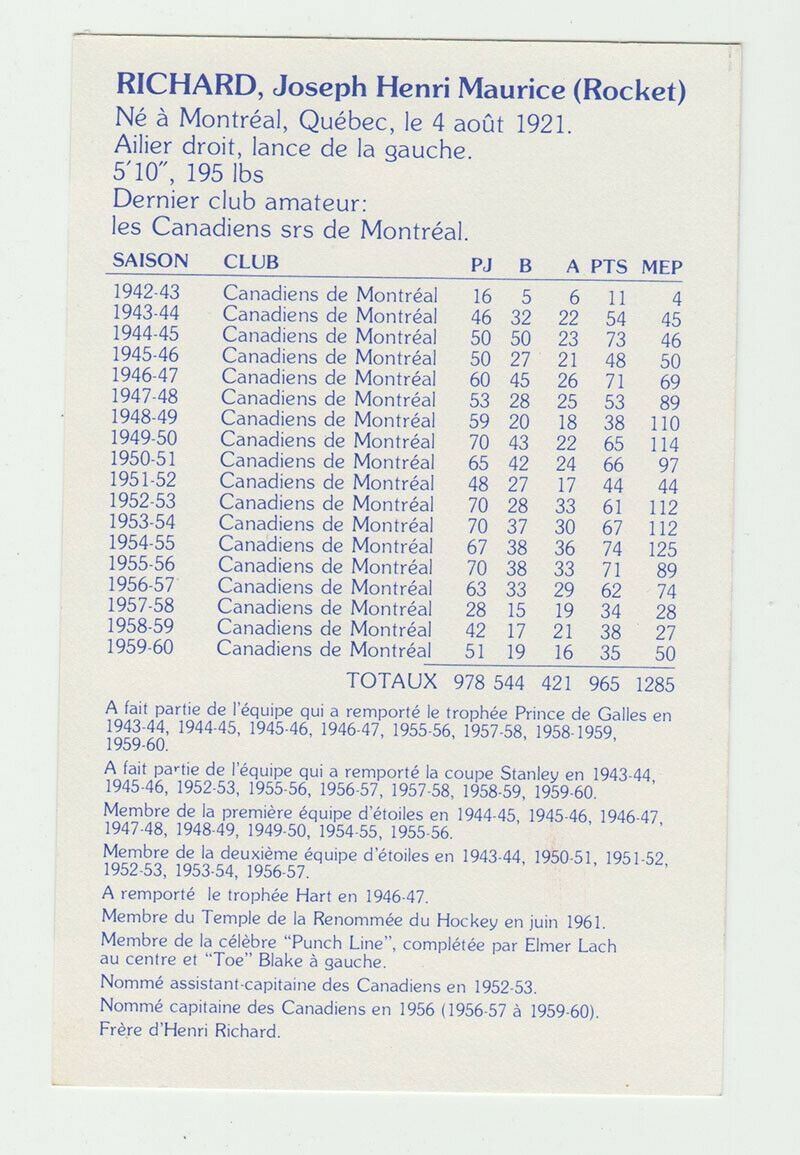 RICHARD, Joseph Henri Maurice (Rocket)
Né à Montréal, Québec, le 4 août 1921.
Ailier droit, lance de la gauche.
5'10", 195 lbs
Dernier club amateur:
les Canadiens srs de Montréal.
SAISON CLUB PJ B A PTS MEP
1942-43 Canadiens de Montréal 16 5 6 11 4
1943-44 Canadiens de Montréal 46 32 22 54 45
1944-45 Canadiens de Montréal 50 50 23 73 46
1945-46 Canadiens de Montréal 50 27 21 48 50
1946-47 Canadiens de Montréal 60 45 26 71 69
1947-48 Canadiens de Montréal 53 28 25 53 89
1948-49 Canadiens de Montréal 59 20 18 38 110
1949-50 Canadiens de Montréal 70 43 22 65 114
1950-51 Canadiens de Montréal 65 42 24 66 97
1951-52 Canadiens de Montréal 48 27 17 44 44
1952-53 Canadiens de Montréal 70 28 33 61 112
1953-54 Canadiens de Montréal 70 37 30 67 112
1954-55 Canadiens de Montréal 67 38 36 74 125
1955-56 Canadiens de Montréal 70 38 33 71 89
1956-57 Canadiens de Montréal 63 33 29 62 74
1957-58 Canadiens de Montréal 28 15 19 34 28
1958-59 Canadiens de Montréal 42 17 21 38 27
1959-60 Canadiens de Montréal 51 19 16 35 50
TOTAUX 978 544 421 965 1285
A fait partie de l'équipe qui a remporté le trophée Prince de Galles en
1943-44, 1944-45, 1945-46, 1946-47, 1955-56, 1957-58, 1958-1959,
1959-60.
A fait partie de l'équipe qui a remporté la coupe Stanley en 1943-44,
1945-46, 1952-53, 1955-56, 1956-57, 1957-58, 1958-59, 1959-60.
Membre de la première équipe d'étoiles en 1944-45, 1945-46, 1946-47,
1947-48, 1948-49, 1949-50, 1954-55, 1955-56.
Membre de la deuxième équipe d'étoiles en 1943-44, 1950-51, 1951-52,
1952-53, 1953-54, 1956-57.
A remporté le trophée Hart en 1946-47.
Membre du Temple de la Renommée du Hockey en juin 1961.
Membre de la célèbre "Punch Line", complétée par Elmer Lach
au centre et "Toe" Blake à gauche.
Nommé assistant-capitaine des Canadiens en 1952-53.
Nommé capitaine des Canadiens en 1956 (1956-57 à 1959-60).
Frère d'Henri Richard.